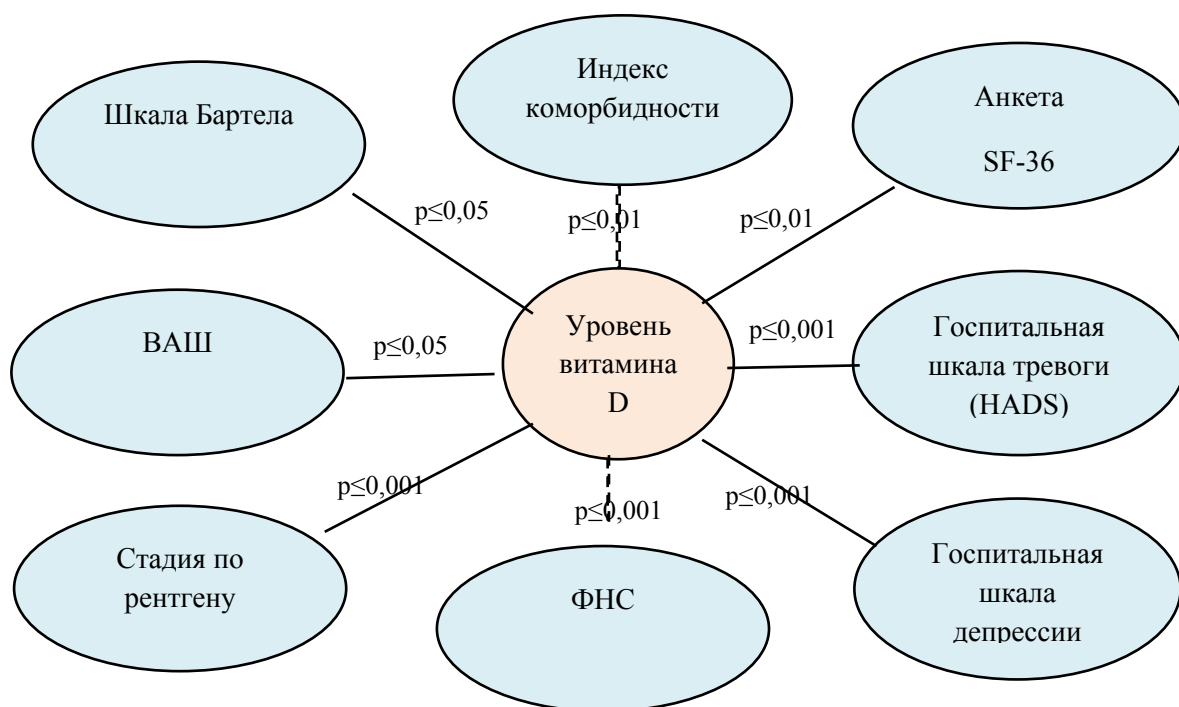 Индекс
коморбидности
Шкала Бартела
Анкета
SF-36
p≤0,05
p≤0,01
p≤0,01
ВАШ
p≤0,05
Уровень
витамина
D
p≤0,001
Госпитальная
шкала тревоги
(HADS)
Стадия по
рентгену
p≤0,001
p≤0,001
ФНС
p≤0,001
Госпитальная
шкала
депрессии